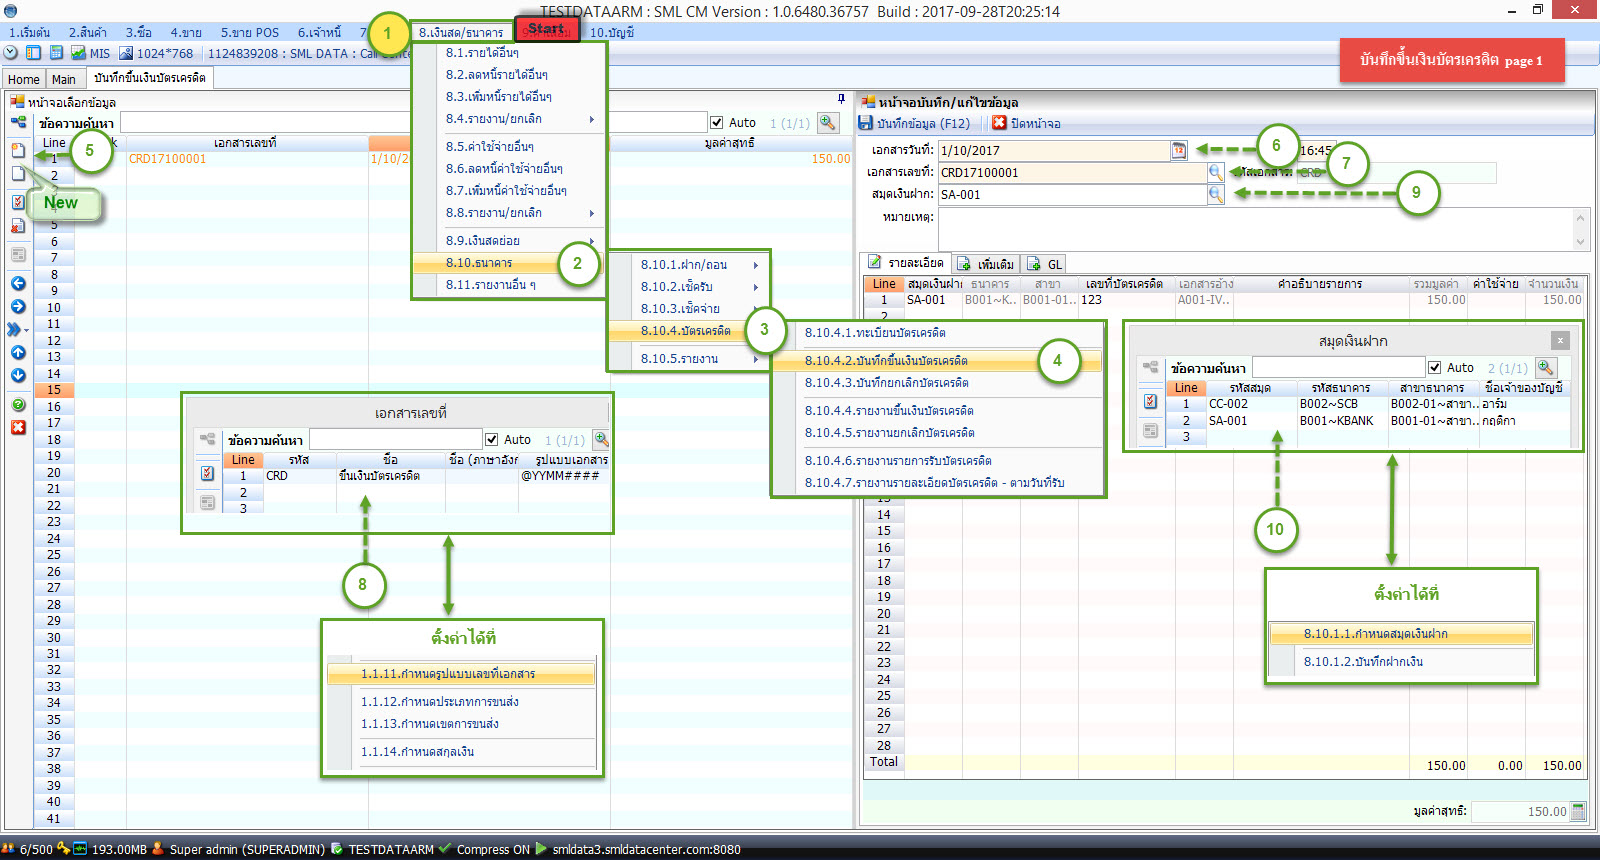 TESTDATAARM : SML CM Version : 1.0.6480.36757 Build : 2017-09-28T20:25:14
1.เริ่มต้น 2.สินค้า 3.ซื้อ 4.ขาย 5.ขาย POS 6.เจ้าหนี้ 7 1 8.เงินสด/ธนาคาร Start 10.บัญชี
MIS 1024*768 1124839208 : SML DATA : Call Center
บันทึกขึ้นเงินบัตรเครดิต page 1
Home Main บันทึกขึ้นเงินบัตรเครดิต
8.1.รายได้อื่นๆ
8.2.ลดหนี้รายได้อื่นๆ
8.3.เพิ่มหนี้รายได้อื่นๆ
8.4.รายงาน/ยกเลิก
8.5.ค่าใช้จ่ายอื่นๆ
8.6.ลดหนี้ค่าใช้จ่ายอื่นๆ
8.7.เพิ่มหนี้ค่าใช้จ่ายอื่นๆ
8.8.รายงาน/ยกเลิก
8.9.เงินสดย่อย
8.10.ธนาคาร 2
8.11.รายงานอื่น ๆ
8.10.1.ฝาก/ถอน
8.10.2.เช็ครับ
8.10.3.เช็คจ่าย
8.10.4.บัตรเครดิต 3
8.10.5.รายงาน
8.10.4.1.ทะเบียนบัตรเครดิต
8.10.4.2.บันทึกขึ้นเงินบัตรเครดิต 4
8.10.4.3.บันทึกยกเลิกบัตรเครดิต
8.10.4.4.รายงานขึ้นเงินบัตรเครดิต
8.10.4.5.รายงานยกเลิกบัตรเครดิต
8.10.4.6.รายงานรายการรับบัตรเครดิต
8.10.4.7.รายงานรายละเอียดบัตรเครดิต - ตามวันที่รับ
หน้าจอเลือกข้อมูล
ข้อความค้นหา Auto 1 (1/1)
Line k เอกสารเลขที่ มูลค่าสุทธิ
1 CRD17100001 1/10/2 150.00
5
2
New
5
6
7
8
9
10
11
12
13
14
15
16
17
18
19
20
21
22
23
24
25
26
27
28
29
30
31
32
33
34
35
36
37
38
39
40
41
เอกสารเลขที่
ข้อความค้นหา Auto 1 (1/1)
Line รหัส ชื่อ ชื่อ (ภาษาอังก รูปแบบเอกสาร
1 CRD ขึ้นเงินบัตรเครดิต @YYMM####
2
3
8
ตั้งค่าได้ที่
1.1.11.กำหนดรูปแบบเลขที่เอกสาร
1.1.12.กำหนดประเภทการขนส่ง
1.1.13.กำหนดเขตการขนส่ง
1.1.14.กำหนดสกุลเงิน
หน้าจอบันทึก/แก้ไขข้อมูล
บันทึกข้อมูล (F12) ปิดหน้าจอ
เอกสารวันที่: 1/10/2017 6 16:45
เอกสารเลขที่: CRD17100001 รหัสเอกสาร: CRD 7
สมุดเงินฝาก: SA-001 9
หมายเหตุ:
รายละเอียด เพิ่มเติม GL
Line สมุดเงินฝา ธนาคาร สาขา เลขที่บัตรเครดิต เอกสารอ้าง คำอธิบายรายการ รวมมูลค่า ค่าใช้จ่าย จำนวนเงิน
1 SA-001 B001~K.. B001-01.. 123 A001-IV.. 150.00 150.00
2
สมุดเงินฝาก x
ข้อความค้นหา Auto 2 (1/1)
Line รหัสสมุด รหัสธนาคาร สาขาธนาคาร ชื่อเจ้าของบัญชี
1 CC-002 B002~SCB B002-01~สาขา.. อาร์ม
2 SA-001 B001~KBANK B001-01~สาขา.. กฤติกา
3
13
14
15
16
17
18
19
20
21
22
23
24
25
26
27
28
10
ตั้งค่าได้ที่
8.10.1.1.กำหนดสมุดเงินฝาก
8.10.1.2.บันทึกฝากเงิน
Total 150.00 0.00 150.00
มูลค่าสุทธิ: 150.00
6/500 193.00MB Super admin (SUPERADMIN) TESTDATAARM Compress ON smldata3.smldatacenter.com:8080